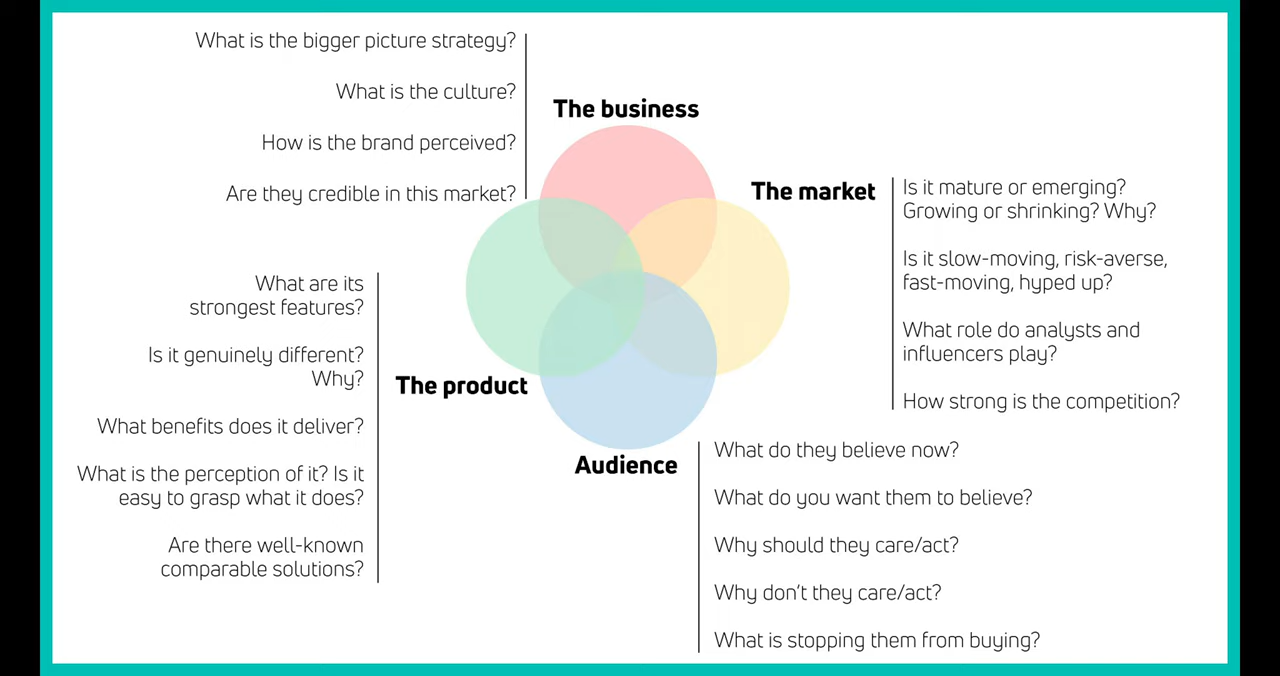 The business
What is the bigger picture strategy?
What is the culture?
How is the brand perceived?
Are they credible in this market?
The market
Is it mature or emerging?
Growing or shrinking? Why?
Is it slow-moving, risk-averse,
fast-moving, hyped up?
What role do analysts and
influencers play?
How strong is the competition?
The product
What are its
strongest features?
Is it genuinely different?
Why?
What benefits does it deliver?
What is the perception of it? Is it
easy to grasp what it does?
Are there well-known
comparable solutions?
Audience
What do they believe now?
What do you want them to believe?
Why should they care/act?
Why don't they care/act?
What is stopping them from buying?